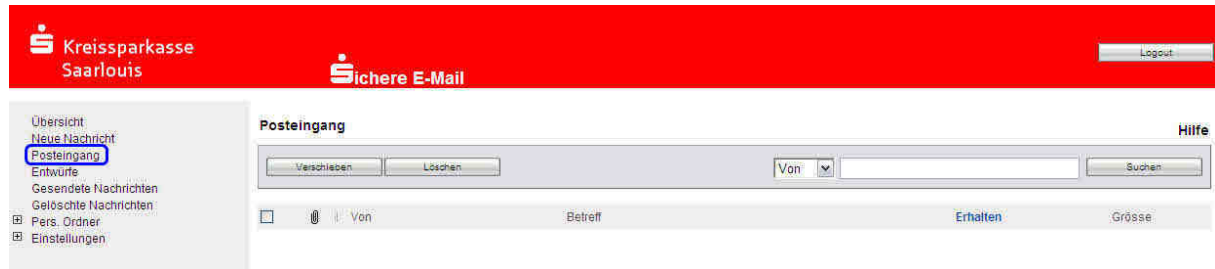 Kreissparkasse
Saarlouis
Sichere E-Mail
Logout
Übersicht
Neue Nachricht
Posteingang
Entwürfe
Gesendete Nachrichten
Gelöschte Nachrichten
Pers. Ordner
Einstellungen
Posteingang
Hilfe
Verschieben Löschen Von Suchen
Von Betreff Erhalten Grösse